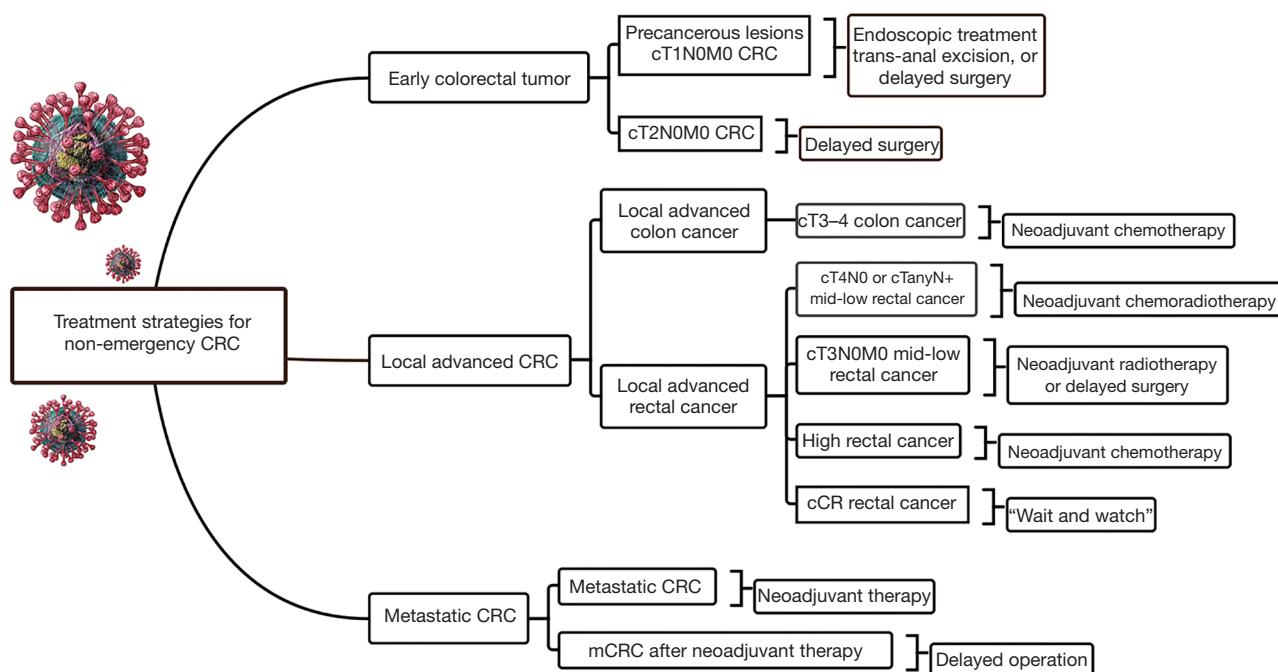 Treatment strategies for
non-emergency CRC
Early colorectal tumor
Precancerous lesions
cT1N0M0 CRC
Endoscopic treatment
trans-anal excision, or
delayed surgery
cT2N0M0 CRC
Delayed surgery
Local advanced CRC
Local advanced
colon cancer
cT3–4 colon cancer
Neoadjuvant chemotherapy
Local advanced
rectal cancer
cT4N0 or cTanyN+
mid-low rectal cancer
Neoadjuvant chemoradiotherapy
cT3N0M0 mid-low
rectal cancer
Neoadjuvant radiotherapy
or delayed surgery
High rectal cancer
Neoadjuvant chemotherapy
cCR rectal cancer
“Wait and watch”
Metastatic CRC
Metastatic CRC
Neoadjuvant therapy
mCRC after neoadjuvant therapy
Delayed operation